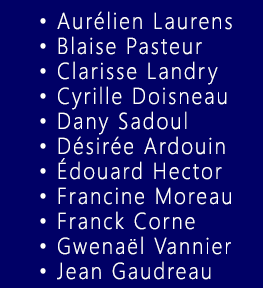 • Aurélien Laurens
• Blaise Pasteur
• Clarisse Landry
• Cyrille Doisneau
• Dany Sadoul
• Désirée Ardouin
• Édouard Hector
• Francine Moreau
• Franck Corne
• Gwenaël Vannier
• Jean Gaudreau